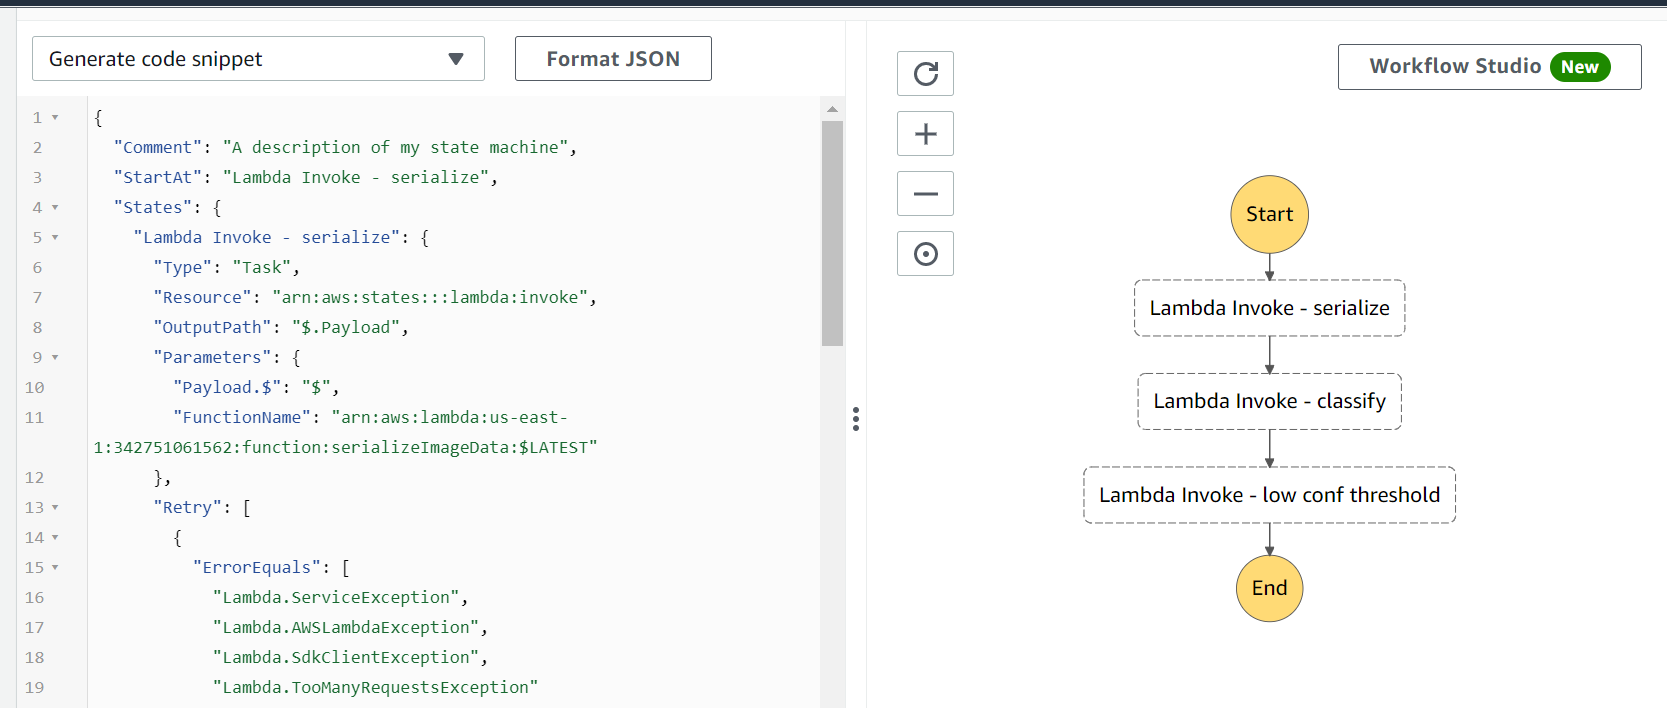 Generate code snippet
Format JSON
1 {
2 "Comment": "A description of my state machine",
3 "StartAt": "Lambda Invoke - serialize",
4 "States": {
5 "Lambda Invoke - serialize": {
6 "Type": "Task",
7 "Resource": "arn:aws:states:::lambda:invoke",
8 "OutputPath": "$.Payload",
9 "Parameters": {
10 "Payload.$": "$",
11 "FunctionName": "arn:aws:lambda:us-east-
1:342751061562:function:serializeImageData:$LATEST"
12 },
13 "Retry": [
14 {
15 "ErrorEquals": [
16 "Lambda.ServiceException",
17 "Lambda.AWSLambdaException",
18 "Lambda.SdkClientException",
19 "Lambda.TooManyRequestsException"
Workflow Studio New
Start
Lambda Invoke - serialize
Lambda Invoke - classify
Lambda Invoke - low conf threshold
End